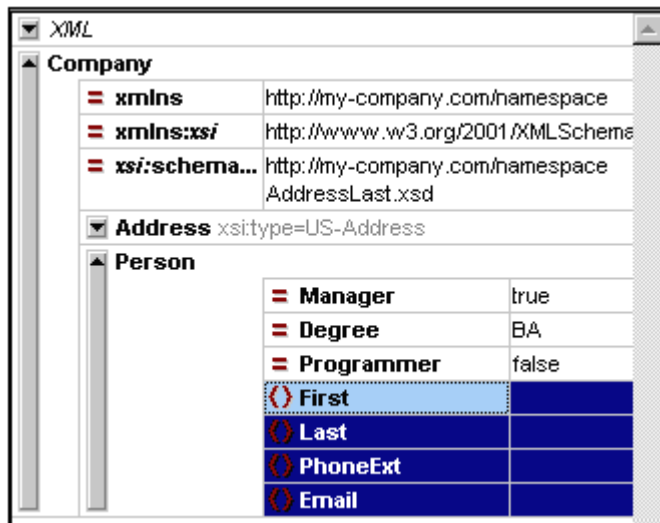 XML
Company
= xmlns http://my-company.com/namespace
= xmlns:xsi http://www.w3.org/2001/XMLSchema
= xsi:schema... http://my-company.com/namespace
AddressLast.xsd
Address xsi:type=US-Address
Person
= Manager true
= Degree BA
= Programmer false
() First
() Last
() PhoneExt
() Email